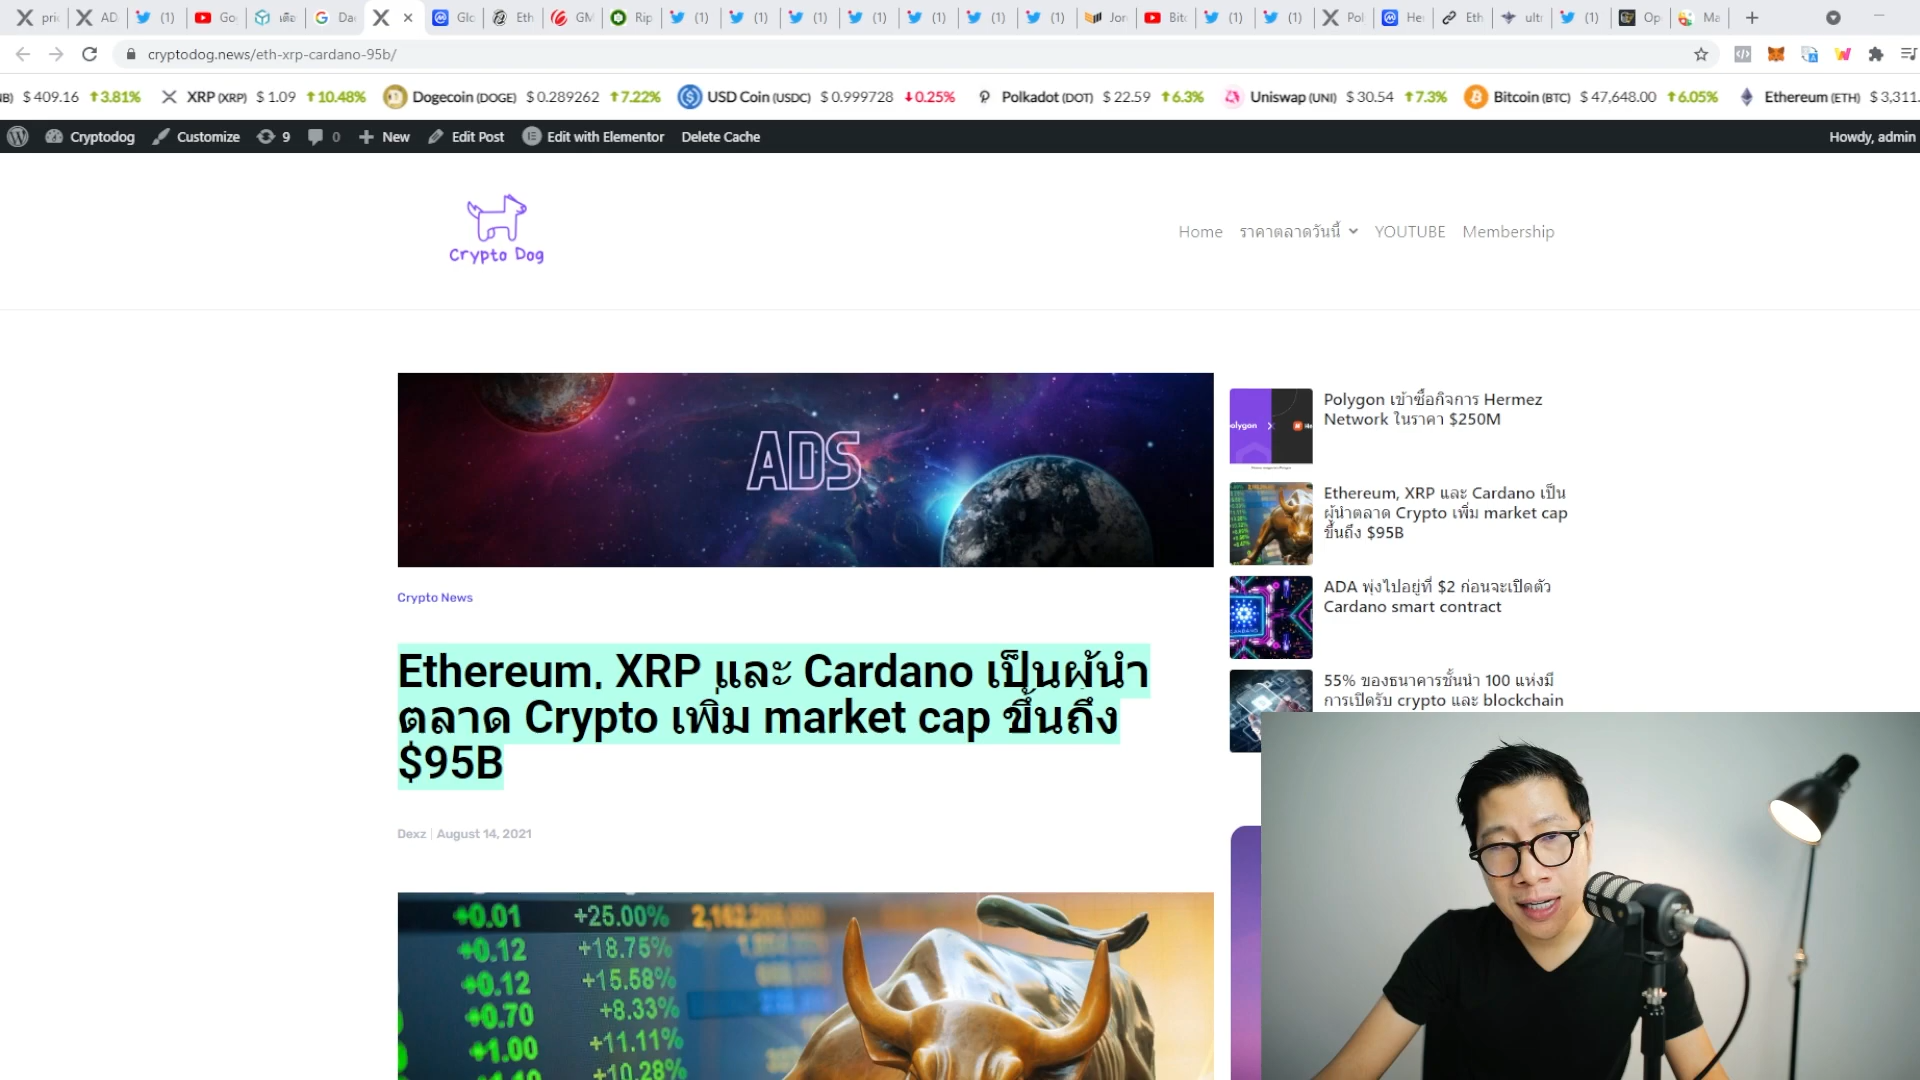 cryptodog.news/eth-xrp-cardano-95b/
$ 409.16 3.81% XRP (XRP) $ 1.09 10.48% Dogecoin (DOGE) $ 0.289262 7.22% USD Coin (USDC) $ 0.999728 0.25% Polkadot (DOT) $ 22.59 6.3% Uniswap (UNI) $ 30.54 7.3% Bitcoin (BTC) $ 47,648.00 6.05% Ethereum (ETH) $ 3,311.
Cryptodog Customize 9 0 New Edit Post Edit with Elementor Delete Cache Howdy, admin
Crypto Dog
Home ราคาตลาดวันนี้ YOUTUBE Membership
ADS
Polygon เข้าซื้อกิจการ Hermez
Network ในราคา $250M
Ethereum, XRP และ Cardano เป็น
ผู้นำตลาด Crypto เพิ่ม market cap
ขึ้นถึง $95B
ADA พุ่งไปอยู่ที่ $2 ก่อนจะเปิดตัว
Cardano smart contract
55% ของธนาคารชั้นนำ 100 แห่งมี
การเปิดรับ crypto และ blockchain
Crypto News
Ethereum, XRP และ Cardano เป็นผู้นำ
ตลาด Crypto เพิ่ม market cap ขึ้นถึง
$95B
Dexz | August 14, 2021
+0.01 +25.00%
+0.12 +18.75%
+0.12 +15.58%
+0.70 +8.33%
+1.00 +11.11%
+10.28%